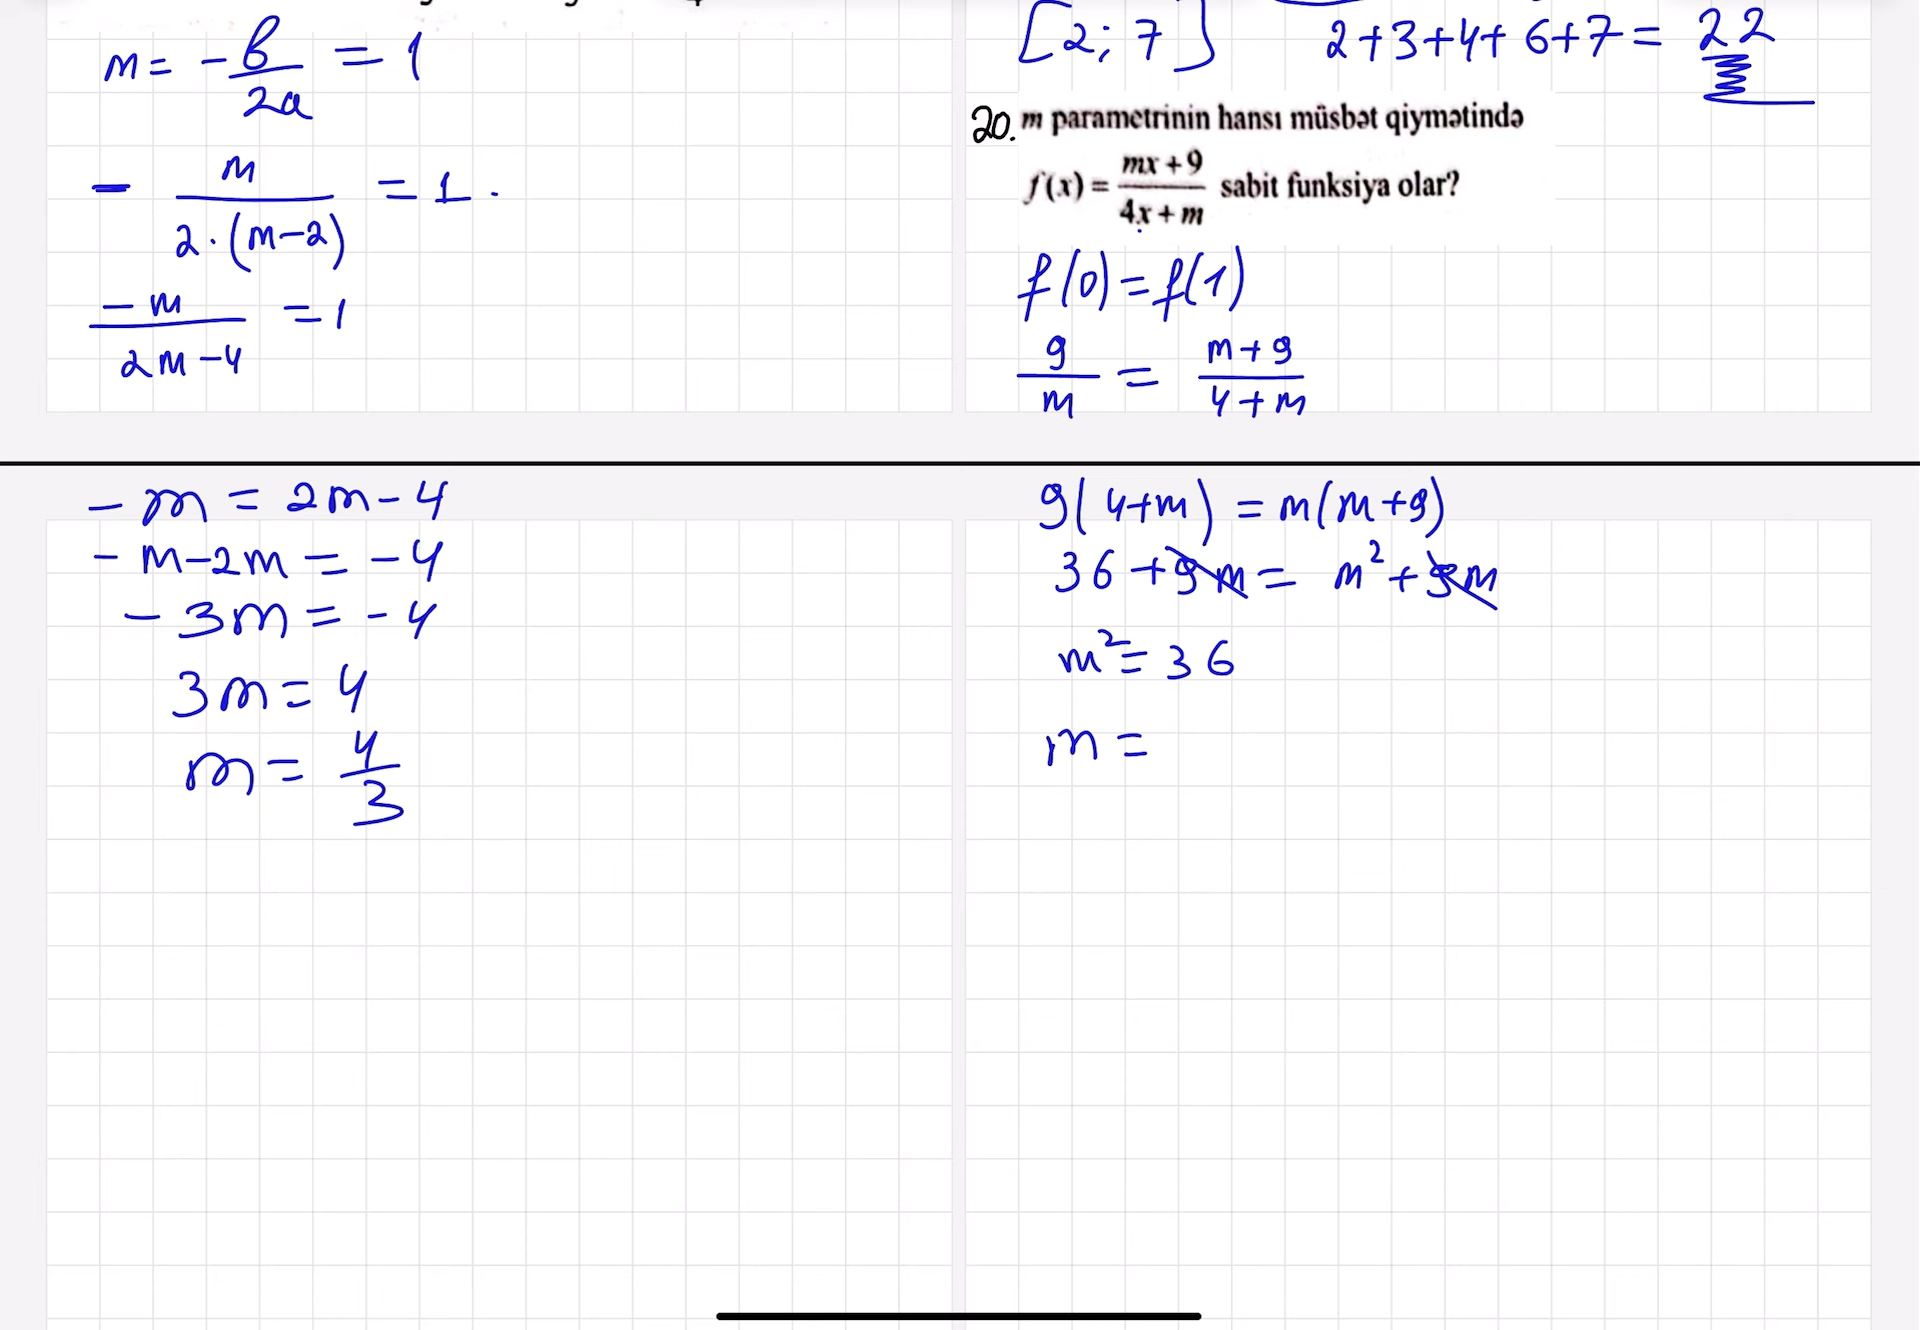 m = -b/2a = 1
- m/2·(m-2) = 1.
-m/2m-4 = 1
-m = 2m-4
-m-2m = -4
-3m = -4
3m = 4
m = 4/3
[2; 7] 2+3+4+6+7= 22
20. m parametrinin hansı müsbət qiymətində
f(x) = mx + 9/4x + m sabit funksiya olar?
f(0) = f(1)
9/m = m+9/4+m
9(4+m) = m(m+9)
36+9m = m²+9m
m² = 36
m =